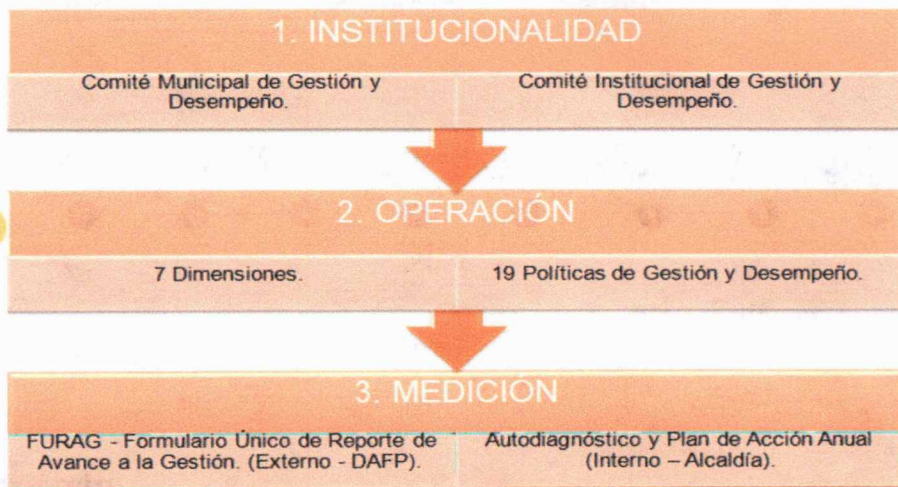 1. INSTITUCIONALIDAD
Comité Municipal de Gestión y
Desempeño.
Comité Institucional de Gestión y
Desempeño.
2. OPERACIÓN
7 Dimensiones.
19 Políticas de Gestión y Desempeño.
3. MEDICIÓN
FURAG - Formulario Único de Reporte de
Avance a la Gestión. (Externo - DAFP).
Autodiagnóstico y Plan de Acción Anual
(Interno – Alcaldía).